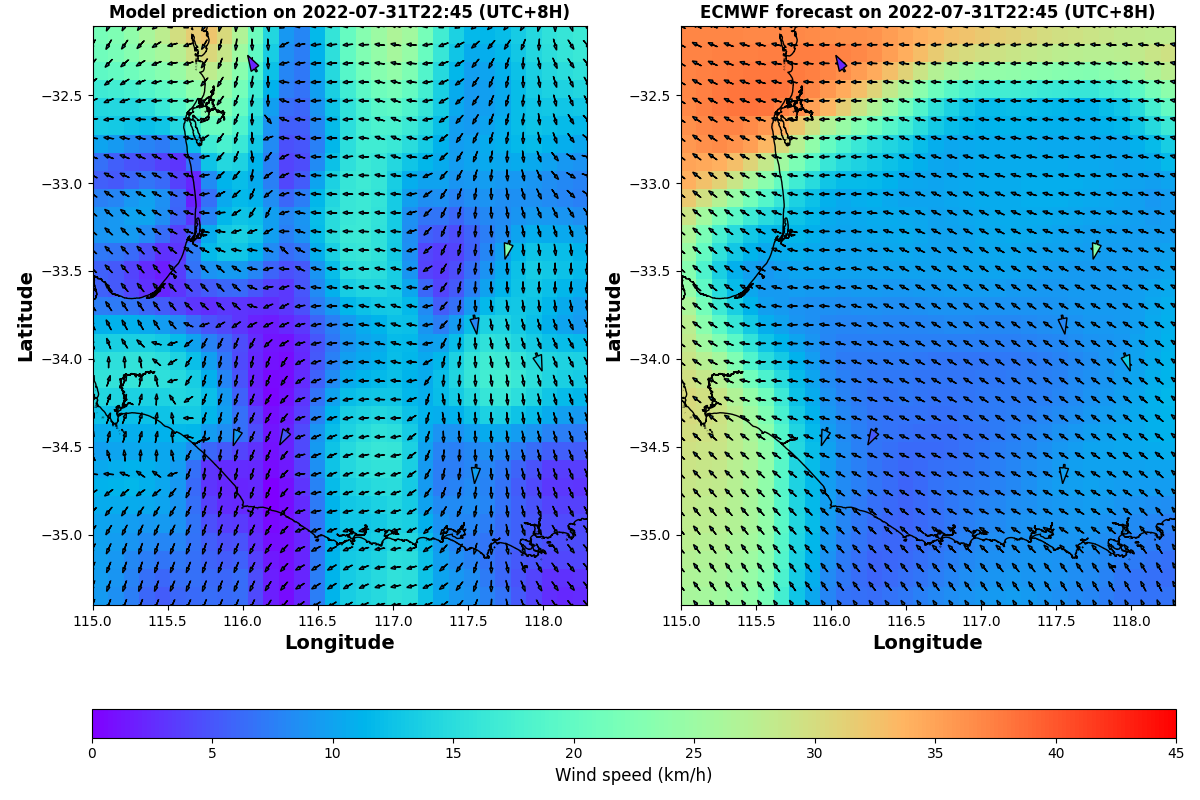 Model prediction on 2022-07-31T22:45 (UTC+8H)
ECMWF forecast on 2022-07-31T22:45 (UTC+8H)
Latitude
−32.5
−33.0
−33.5
−34.0
−34.5
−35.0
115.0 115.5 116.0 116.5 117.0 117.5 118.0
Longitude
Latitude
−32.5
−33.0
−33.5
−34.0
−34.5
−35.0
115.0 115.5 116.0 116.5 117.0 117.5 118.0
Longitude
0 5 10 15 20 25 30 35 40 45
Wind speed (km/h)